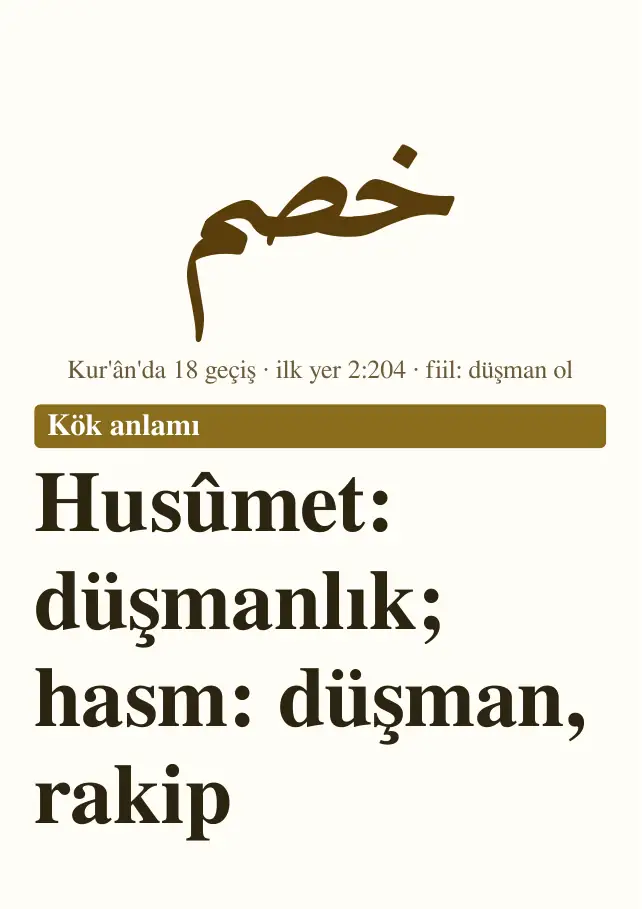 خصم
Kur'ân'da 18 geçiş · ilk yer 2:204 · fiil: düşman ol
Kök anlamı
Husûmet:
düşmanlık;
hasm: düşman,
rakip